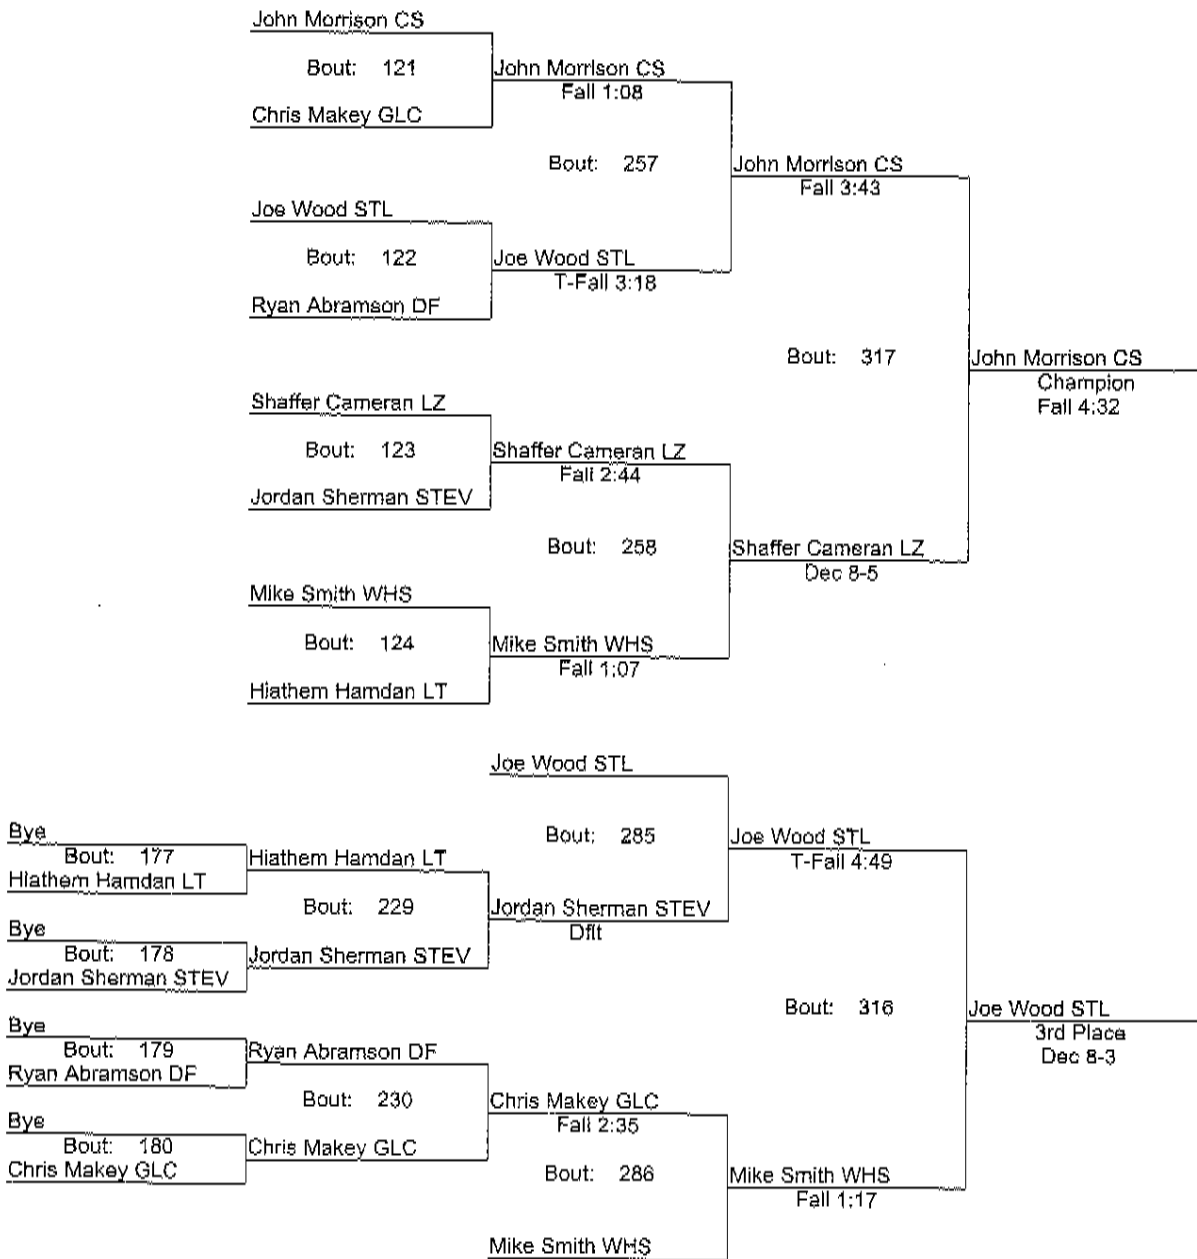 John Morrison CS
Bout: 121
John Morrison CS
Fall 1:08
Chris Makey GLC
Bout: 257
John Morrison CS
Fall 3:43
Joe Wood STL
Bout: 122
Joe Wood STL
T-Fall 3:18
Ryan Abramson DF
Bout: 317
John Morrison CS
Champion
Fall 4:32
Shaffer Cameran LZ
Bout: 123
Shaffer Cameran LZ
Fall 2:44
Jordan Sherman STEV
Bout: 258
Shaffer Cameran LZ
Dec 8-5
Mike Smith WHS
Bout: 124
Mike Smith WHS
Fall 1:07
Hiathem Hamdan LT
Joe Wood STL
Bout: 285
Joe Wood STL
T-Fall 4:49
Bye
Bout: 177
Hiathem Hamdan LT
Hiathem Hamdan LT
Bout: 229
Jordan Sherman STEV
Dflt
Bye
Bout: 178
Jordan Sherman STEV
Jordan Sherman STEV
Bout: 316
Joe Wood STL
3rd Place
Dec 8-3
Bye
Bout: 179
Ryan Abramson DF
Ryan Abramson DF
Bout: 230
Chris Makey GLC
Fall 2:35
Bye
Bout: 180
Chris Makey GLC
Chris Makey GLC
Bout: 286
Mike Smith WHS
Fall 1:17
Mike Smith WHS